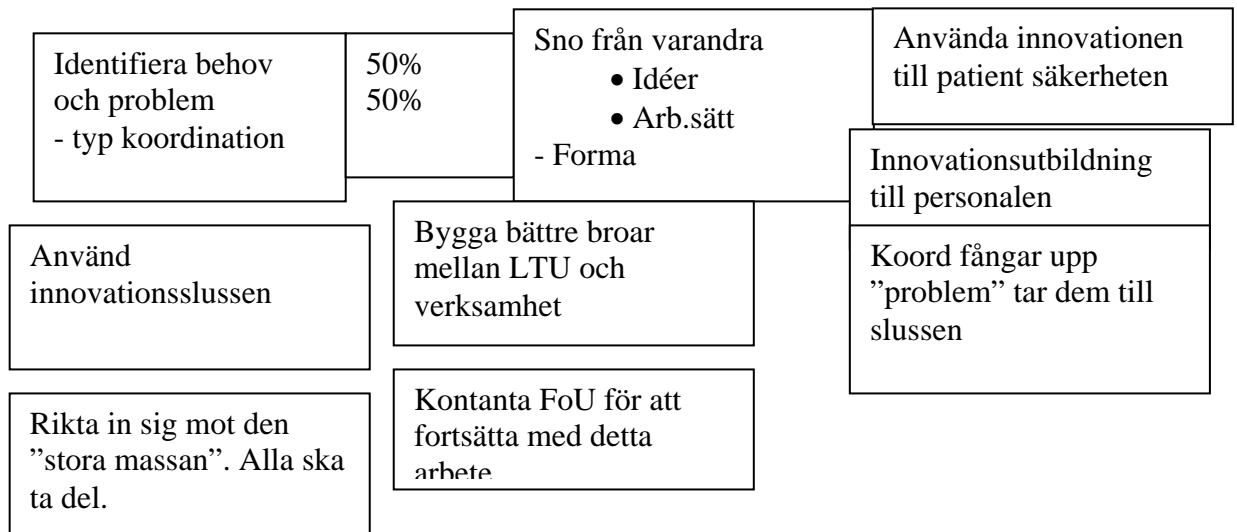 Identifiera behov
och problem
- typ koordination
50%
50%
Sno från varandra
• Idéer
• Arb.sätt
- Forma
Använda innovationen
till patient säkerheten
Innovationsutbildning
till personalen
Använd
innovationsslussen
Bygga bättre broar
mellan LTU och
verksamhet
Koord fångar upp
”problem” tar dem till
slussen
Rikta in sig mot den
”stora massan”. Alla ska
ta del.
Kontanta FoU för att
fortsätta med detta
arbete